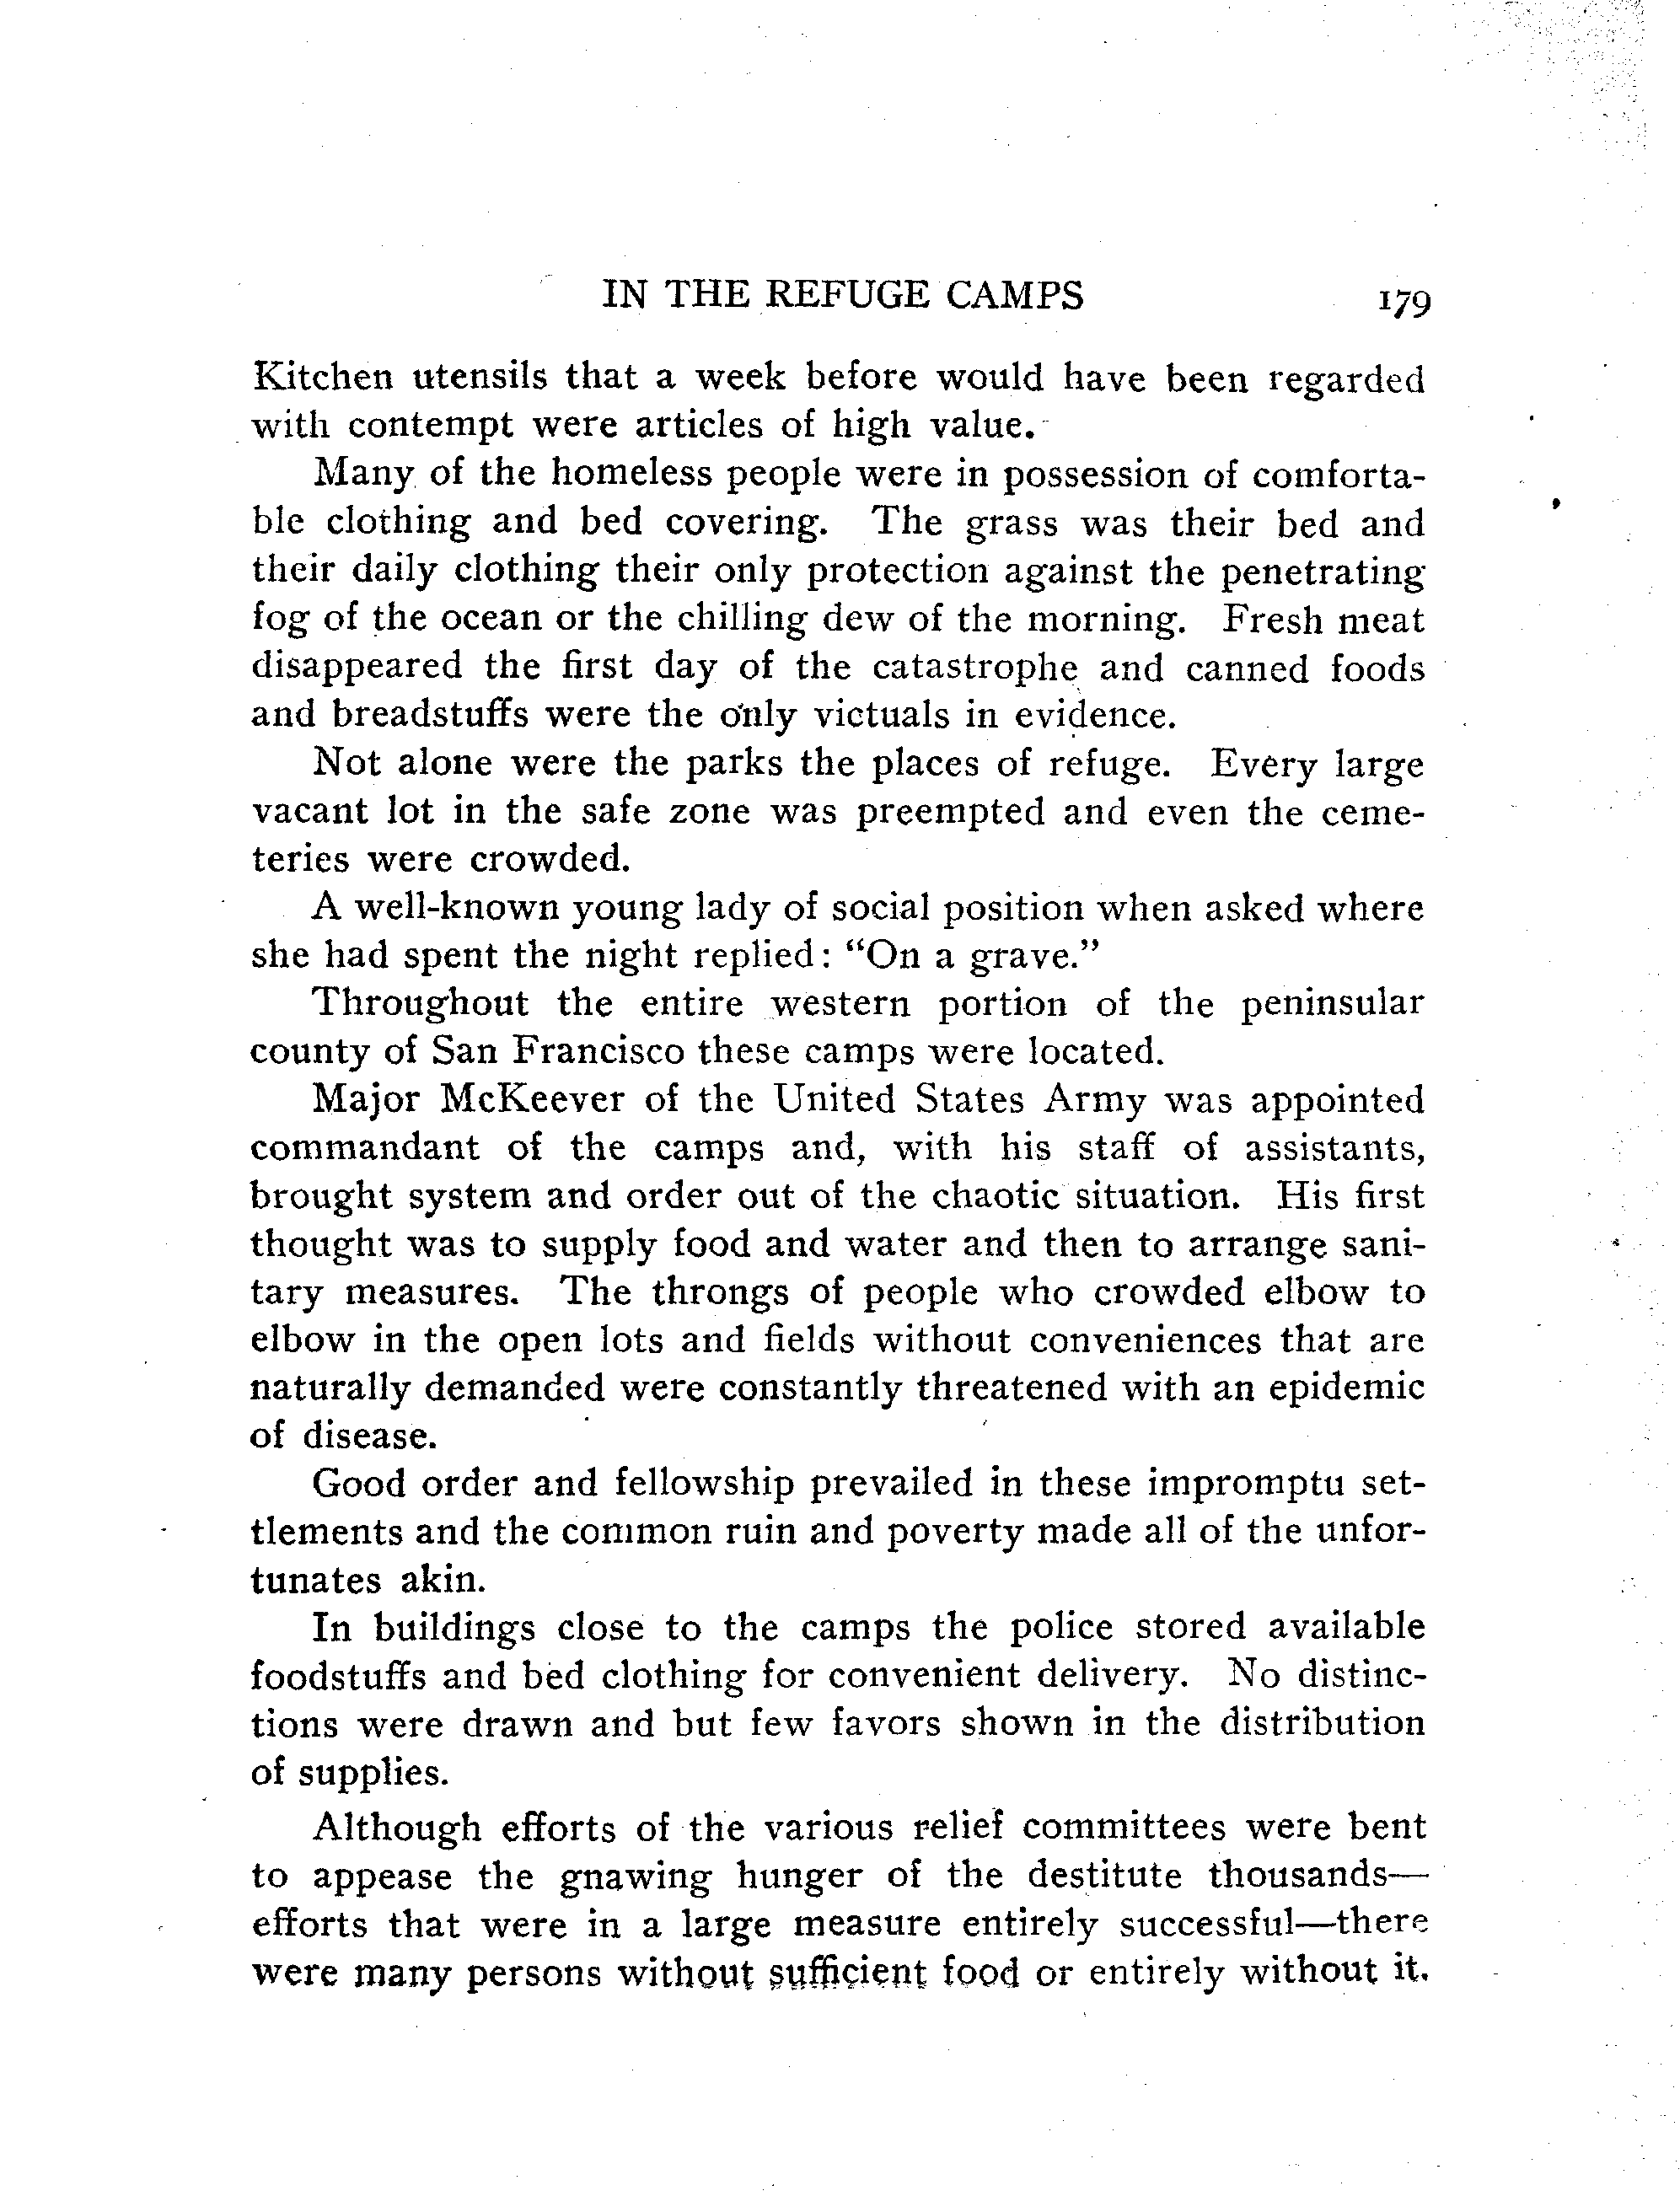 IN THE REFUGE CAMPS 179
Kitchen utensils that a week before would have been regarded
with contempt were articles of high value.
Many of the homeless people were in possession of comforta-
ble clothing and bed covering. The grass was their bed and
their daily clothing their only protection against the penetrating
fog of the ocean or the chilling dew of the morning. Fresh meat
disappeared the first day of the catastrophe and canned foods
and breadstuffs were the only victuals in evidence.
Not alone were the parks the places of refuge. Every large
vacant lot in the safe zone was preempted and even the ceme-
teries were crowded.
A well-known young lady of social position when asked where
she had spent the night replied: “On a grave.”
Throughout the entire western portion of the peninsular
county of San Francisco these camps were located.
Major McKeever of the United States Army was appointed
commandant of the camps and, with his staff of assistants,
brought system and order out of the chaotic situation. His first
thought was to supply food and water and then to arrange sani-
tary measures. The throngs of people who crowded elbow to
elbow in the open lots and fields without conveniences that are
naturally demanded were constantly threatened with an epidemic
of disease.
Good order and fellowship prevailed in these impromptu set-
tlements and the common ruin and poverty made all of the unfor-
tunates akin.
In buildings close to the camps the police stored available
foodstuffs and bed clothing for convenient delivery. No distinc-
tions were drawn and but few favors shown in the distribution
of supplies.
Although efforts of the various relief committees were bent
to appease the gnawing hunger of the destitute thousands—
efforts that were in a large measure entirely successful—there
were many persons without sufficient food or entirely without it.